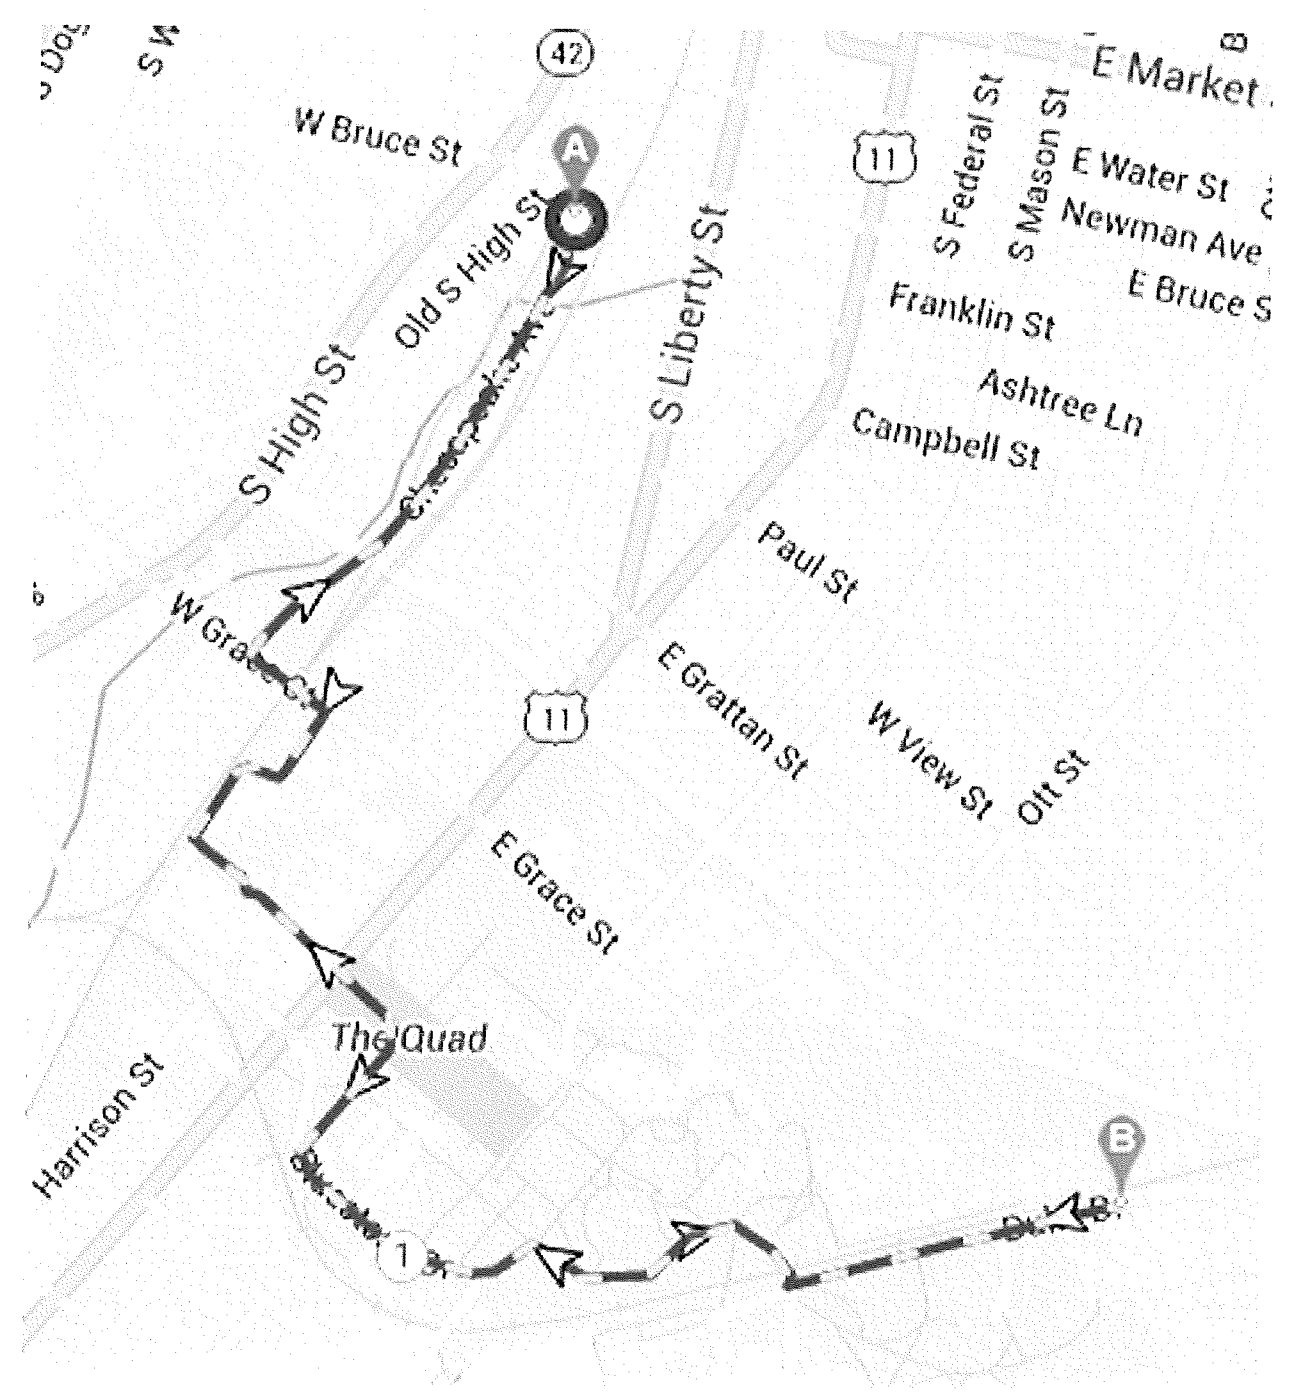 S Dog
S W
42
B
E Market
W Bruce St
A
11
S Federal St
S Mason St
E Water St
Newman Ave
Old S High St
S Liberty St
E Bruce S
Franklin St
S High St
Ashtree Ln
Campbell St
Paul St
W Grace St
E Grattan St
11
W View St
Ott St
E Grace St
The Quad
Harrison St
B
1